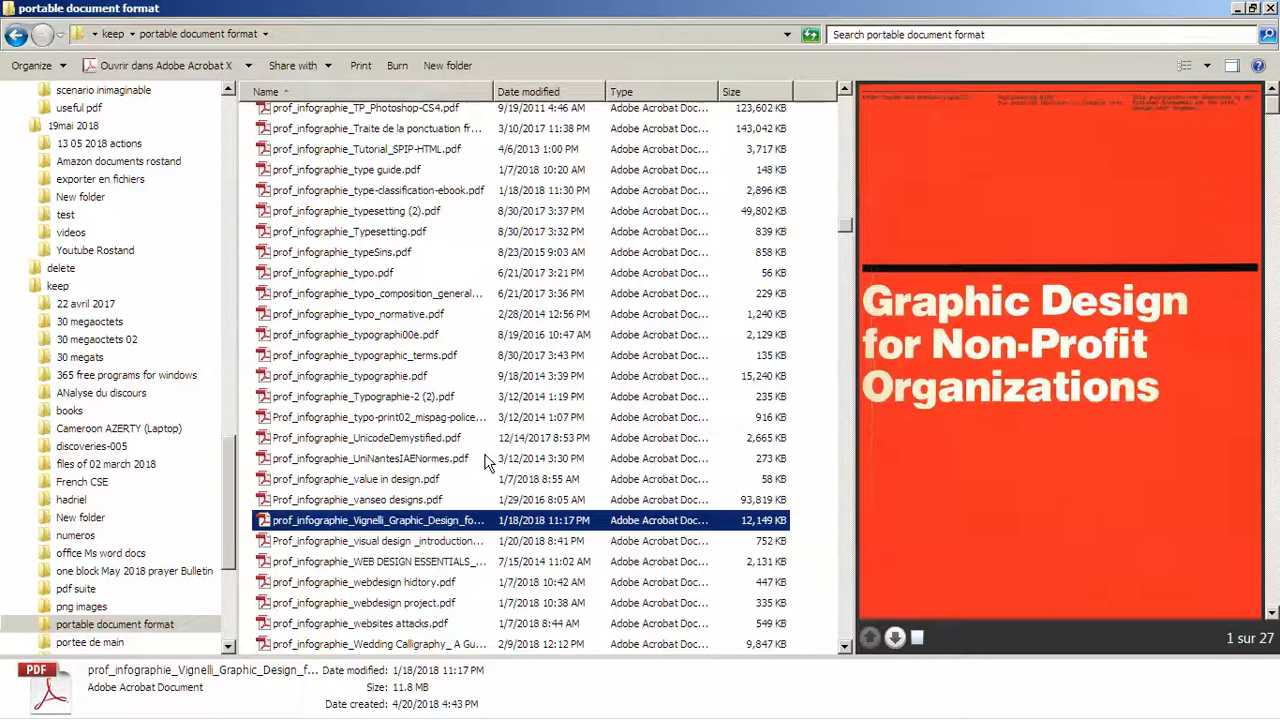 portable document format
keep portable document format
Search portable document format
Organize Ouvrir dans Adobe Acrobat X Share with Print Burn New folder
scenario inimaginable
useful pdf
19mai 2018
13 05 2018 actions
Amazon documents rostand
exporter en fichiers
New folder
test
videos
Youtube Rostand
delete
keep
22 avril 2017
30 megaoctets
30 megaoctets 02
30 megats
365 free programs for windows
ANalyse du discours
books
Cameroon AZERTY (Laptop)
discoveries-005
files of 02 march 2018
French CSE
hadriel
New folder
numeros
office Ms word docs
one block May 2018 prayer Bulletin
pdf suite
png images
portable document format
portee de main
Name Date modified Type Size
prof_infographie_TP_Photoshop-CS4.pdf 9/19/2011 1:46 AM Adobe Acrobat Doc... 123,602 KB
prof_infographie_Traite de la ponctuation fr... 3/10/2017 11:38 PM Adobe Acrobat Doc... 143,042 KB
prof_infographie_Tutorial_SPIP-HTML.pdf 4/6/2013 1:00 PM Adobe Acrobat Doc... 3,717 KB
prof_infographie_type guide.pdf 1/7/2018 10:20 AM Adobe Acrobat Doc... 148 KB
prof_infographie_type-classification-ebook.pdf 1/18/2018 11:30 PM Adobe Acrobat Doc... 2,896 KB
prof_infographie_typesetting (2).pdf 8/30/2017 3:37 PM Adobe Acrobat Doc... 49,802 KB
prof_infographie_Typesetting.pdf 8/30/2017 3:32 PM Adobe Acrobat Doc... 839 KB
prof_infographie_typeSins.pdf 8/23/2015 9:03 AM Adobe Acrobat Doc... 858 KB
prof_infographie_typo.pdf 6/21/2017 3:21 PM Adobe Acrobat Doc... 56 KB
prof_infographie_typo_composition_general... 6/21/2017 3:36 PM Adobe Acrobat Doc... 229 KB
prof_infographie_typo_normative.pdf 2/28/2014 12:56 PM Adobe Acrobat Doc... 1,240 KB
prof_infographie_typographi00e.pdf 8/19/2016 10:47 AM Adobe Acrobat Doc... 2,129 KB
prof_infographie_typographic_terms.pdf 8/30/2017 3:43 PM Adobe Acrobat Doc... 135 KB
prof_infographie_typographie.pdf 9/18/2014 3:39 PM Adobe Acrobat Doc... 15,240 KB
prof_infographie_Typographie-2 (2).pdf 3/12/2014 1:19 PM Adobe Acrobat Doc... 235 KB
Prof_infographie_typo-print02_mispag-police... 3/12/2014 1:07 PM Adobe Acrobat Doc... 916 KB
Prof_infographie_UnicodeDemystified.pdf 12/14/2017 8:53 PM Adobe Acrobat Doc... 2,665 KB
prof_infographie_UniNantesIAENormes.pdf 3/12/2014 3:30 PM Adobe Acrobat Doc... 273 KB
prof_infographie_value in design.pdf 1/7/2018 8:55 AM Adobe Acrobat Doc... 58 KB
Prof_infographie_vanseo designs.pdf 1/29/2016 8:05 AM Adobe Acrobat Doc... 93,819 KB
prof_infographie_Vignelli_Graphic_Design_fo... 1/18/2018 11:17 PM Adobe Acrobat Doc... 12,149 KB
Prof_infographie_visual design _introduction... 1/20/2018 8:41 PM Adobe Acrobat Doc... 752 KB
prof_infographie_WEB DESIGN ESSENTIALS_... 7/15/2014 11:02 AM Adobe Acrobat Doc... 2,131 KB
prof_infographie_webdesign hidtory.pdf 1/7/2018 10:42 AM Adobe Acrobat Doc... 447 KB
prof_infographie_webdesign project.pdf 1/7/2018 10:38 AM Adobe Acrobat Doc... 335 KB
prof_infographie_websites attacks.pdf 1/7/2018 8:44 AM Adobe Acrobat Doc... 549 KB
prof_infographie_Wedding Calligraphy_ A Gu... 2/9/2018 12:12 PM Adobe Acrobat Doc... 8,644 KB
Graphic Design
for Non-Profit
Organizations
1 sur 27
PDF
prof_infographie_Vignelli_Graphic_Design_f... Date modified: 1/18/2018 11:17 PM
Adobe Acrobat Document Size: 11.8 MB
Date created: 4/20/2018 4:43 PM